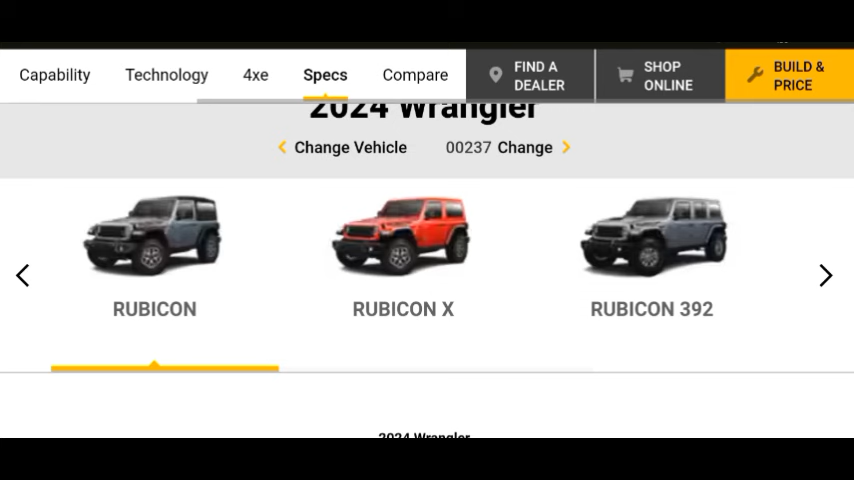 Capability Technology 4xe Specs Compare FIND A DEALER SHOP ONLINE BUILD & PRICE
2024 Wrangler
Change Vehicle 00237 Change
RUBICON RUBICON X RUBICON 392
2024 Wrangler